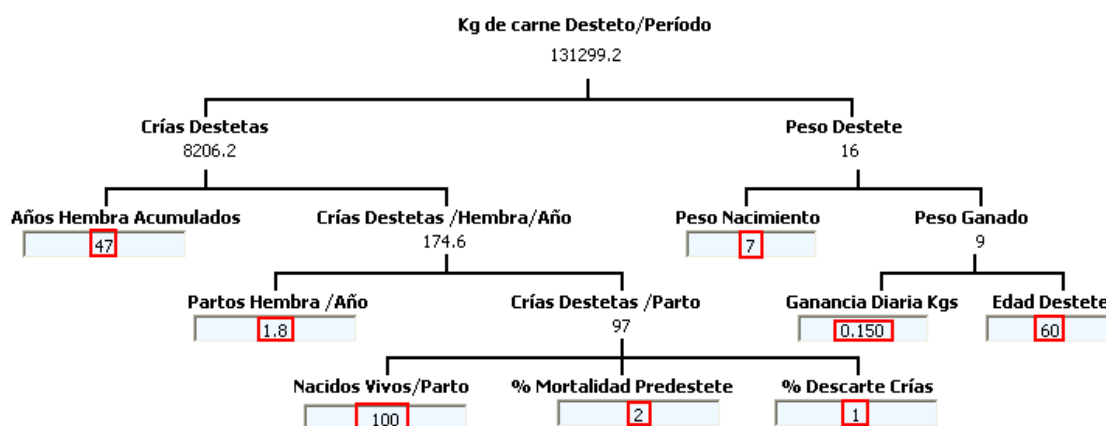 Kg de carne Desteto/Período
131299.2
Crías Destetas
8206.2
Peso Destete
16
Años Hembra Acumulados
47
Crías Destetas /Hembra/Año
174.6
Peso Nacimiento
7
Peso Ganado
9
Partos Hembra /Año
1.8
Crías Destetas /Parto
97
Ganancia Diaria Kgs
0.150
Edad Destete
60
Nacidos Vivos/Parto
100
% Mortalidad Predestete
2
% Descarte Crías
1